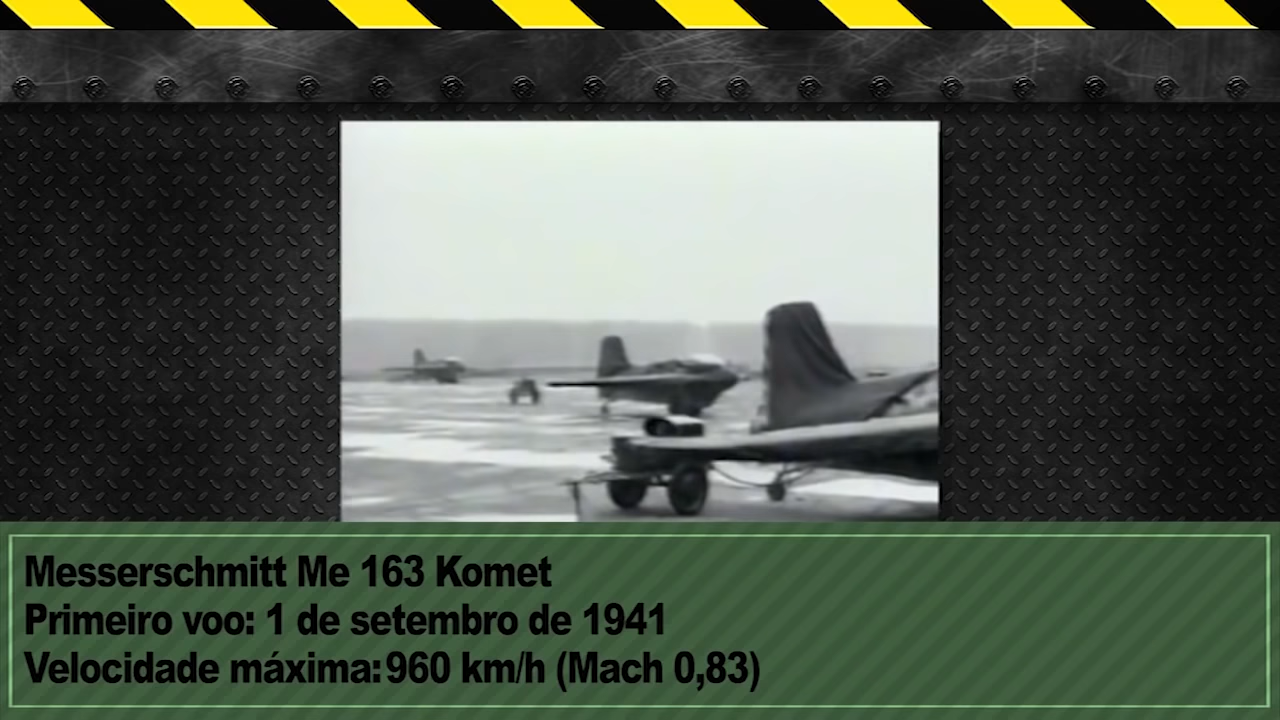 Messerschmitt Me 163 Komet
Primeiro voo: 1 de setembro de 1941
Velocidade máxima: 960 km/h (Mach 0,83)